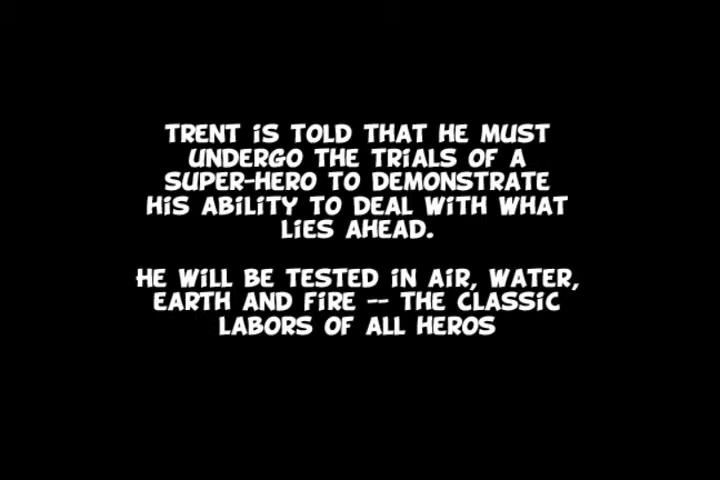 TRENT iS TOLD THAT HE MUST
UNDERGO THE TRiALS OF A
SUPER-HERO TO DEMONSTRATE
HiS ABiLiTY TO DEAL WiTH WHAT
LiES AHEAD.
HE WiLL BE TESTED iN AiR, WATER,
EARTH AND FiRE -- THE CLASSiC
LABORS OF ALL HEROS